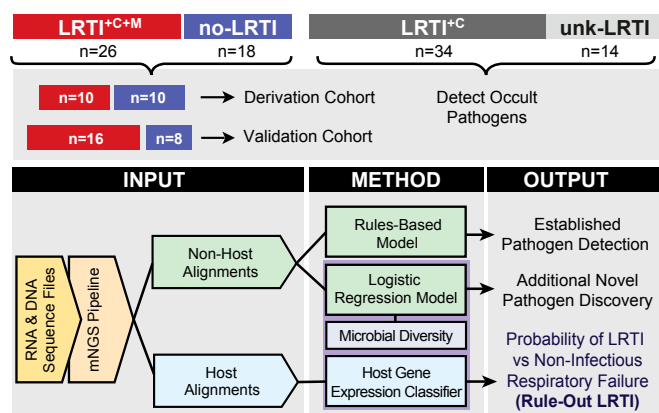 LRTI+C+M
no-LRTI
LRTI+C
unk-LRTI
n=26
n=18
n=34
n=14
n=10
n=10
Derivation Cohort
n=16
n=8
Validation Cohort
Detect Occult
Pathogens
INPUT
METHOD
OUTPUT
RNA & DNA
Sequence Files
mNGS Pipeline
Non-Host
Alignments
Host
Alignments
Rules-Based
Model
Logistic
Regression Model
Microbial Diversity
Host Gene
Expression Classifier
Established
Pathogen Detection
Additional Novel
Pathogen Discovery
Probability of LRTI
vs Non-Infectious
Respiratory Failure
(Rule-Out LRTI)